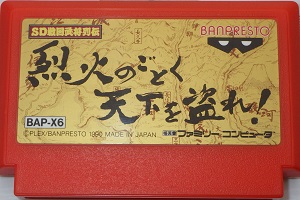 SD戦国武将列伝
BANPRESTO
烈火のごとく
天下を盗れ!
BAP-X6
ファミリーコンピュータ
©PLEX/BANPRESTO 1990 MADE IN JAPAN